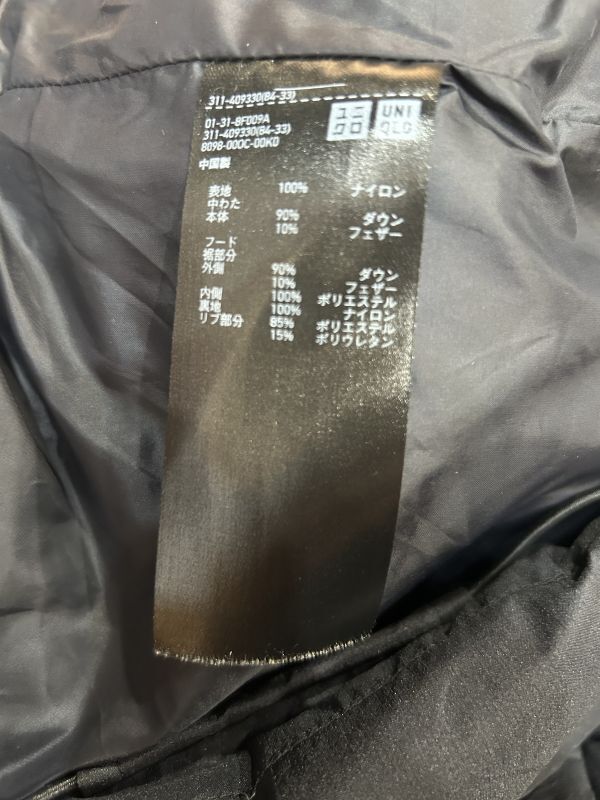 311-409330(84-33)
ユニ
クロ
UNI
QLO
01-31-8F009A
311-409330(84-33)
8098-000C-00K0
中国製
表地 100% ナイロン
中わた
本体 90% ダウン
10% フェザー
フード
裾部分
外側 90% ダウン
10% フェザー
内側 100% ポリエステル
裏地 100% ナイロン
リブ部分 85% ポリエステル
15% ポリウレタン